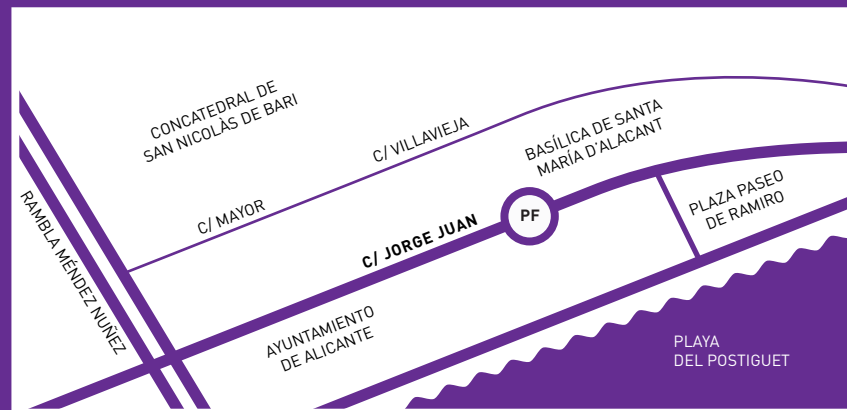 CONCATEDRAL DE
SAN NICOLÀS DE BARI
C/ VILLAVIEJA
BASÍLICA DE SANTA
MARÍA D'ALACANT
C/ MAYOR
RAMBLA MÉNDEZ NUÑEZ
C/ JORGE JUAN
PF
PLAZA PASEO
DE RAMIRO
AYUNTAMIENTO
DE ALICANTE
PLAYA
DEL POSTIGUET